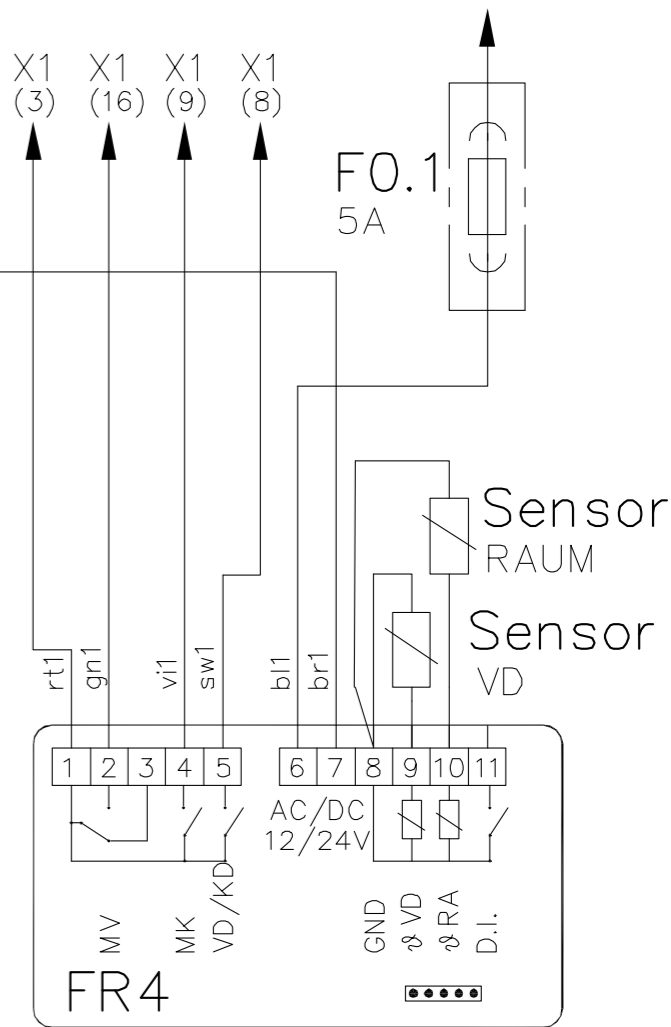 X1 X1 X1 X1
(3) (16) (9) (8)
F0.1
5A
Sensor
RAUM
Sensor
VD
rt1 gn1 vi1 sw1 bl1 br1
1 2 3 4 5 6 7 8 9 10 11
AC/DC
12/24V
MV MK VD/KD GND ϑ VD ϑ RA D.I.
FR4